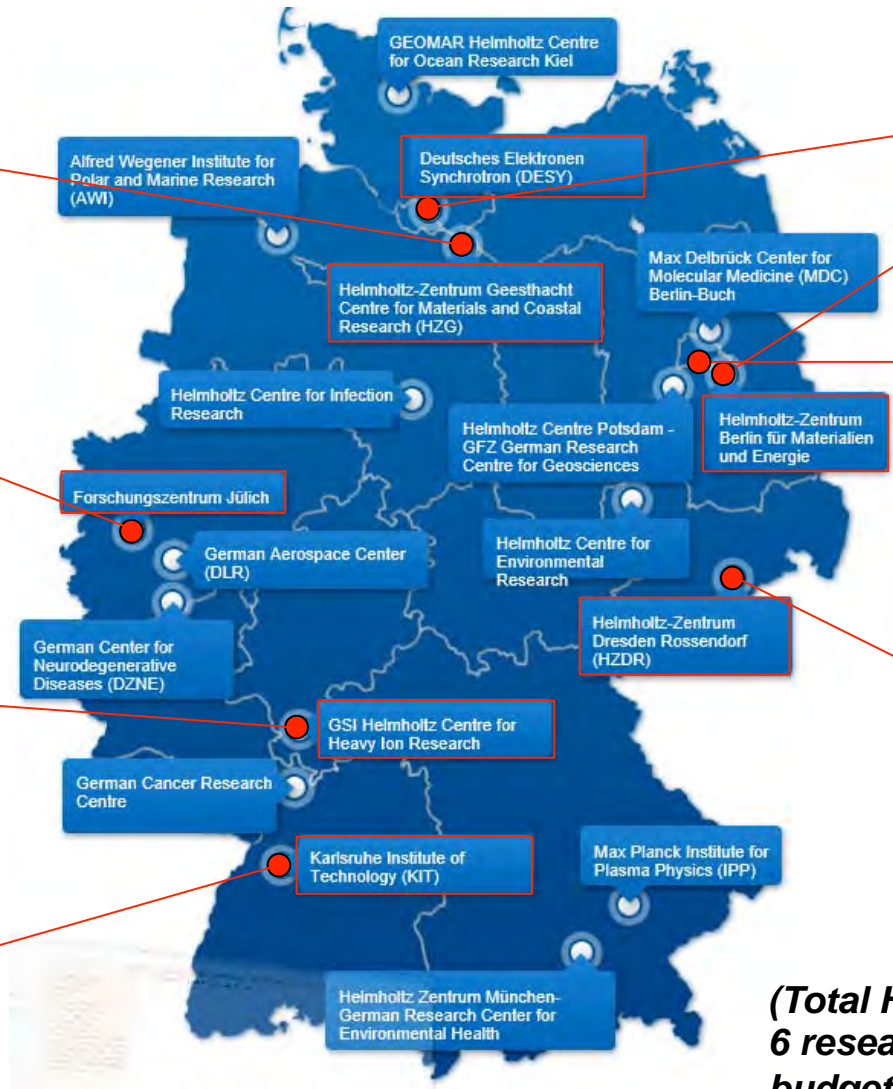 GEOMAR Helmholtz Centre
for Ocean Research Kiel
Alfred Wegener Institute for
Polar and Marine Research
(AWI)
Deutsches Elektronen
Synchrotron (DESY)
Max Delbrück Center for
Molecular Medicine (MDC)
Berlin-Buch
Helmholtz-Zentrum Geesthacht
Centre for Materials and Coastal
Research (HZG)
Helmholtz Centre for Infection
Research
Helmholtz Centre Potsdam -
GFZ German Research
Centre for Geosciences
Helmholtz-Zentrum
Berlin für Materialien
und Energie
Forschungszentrum Jülich
German Aerospace Center
(DLR)
Helmholtz Centre for
Environmental
Research
Helmholtz-Zentrum
Dresden Rossendorf
(HZDR)
German Center for
Neurodegenerative
Diseases (DZNE)
GSI Helmholtz Centre for
Heavy Ion Research
German Cancer Research
Centre
Karlsruhe Institute of
Technology (KIT)
Max Planck Institute for
Plasma Physics (IPP)
Helmholtz Zentrum München-
German Research Center for
Environmental Health
(Total H
6 resea
budget